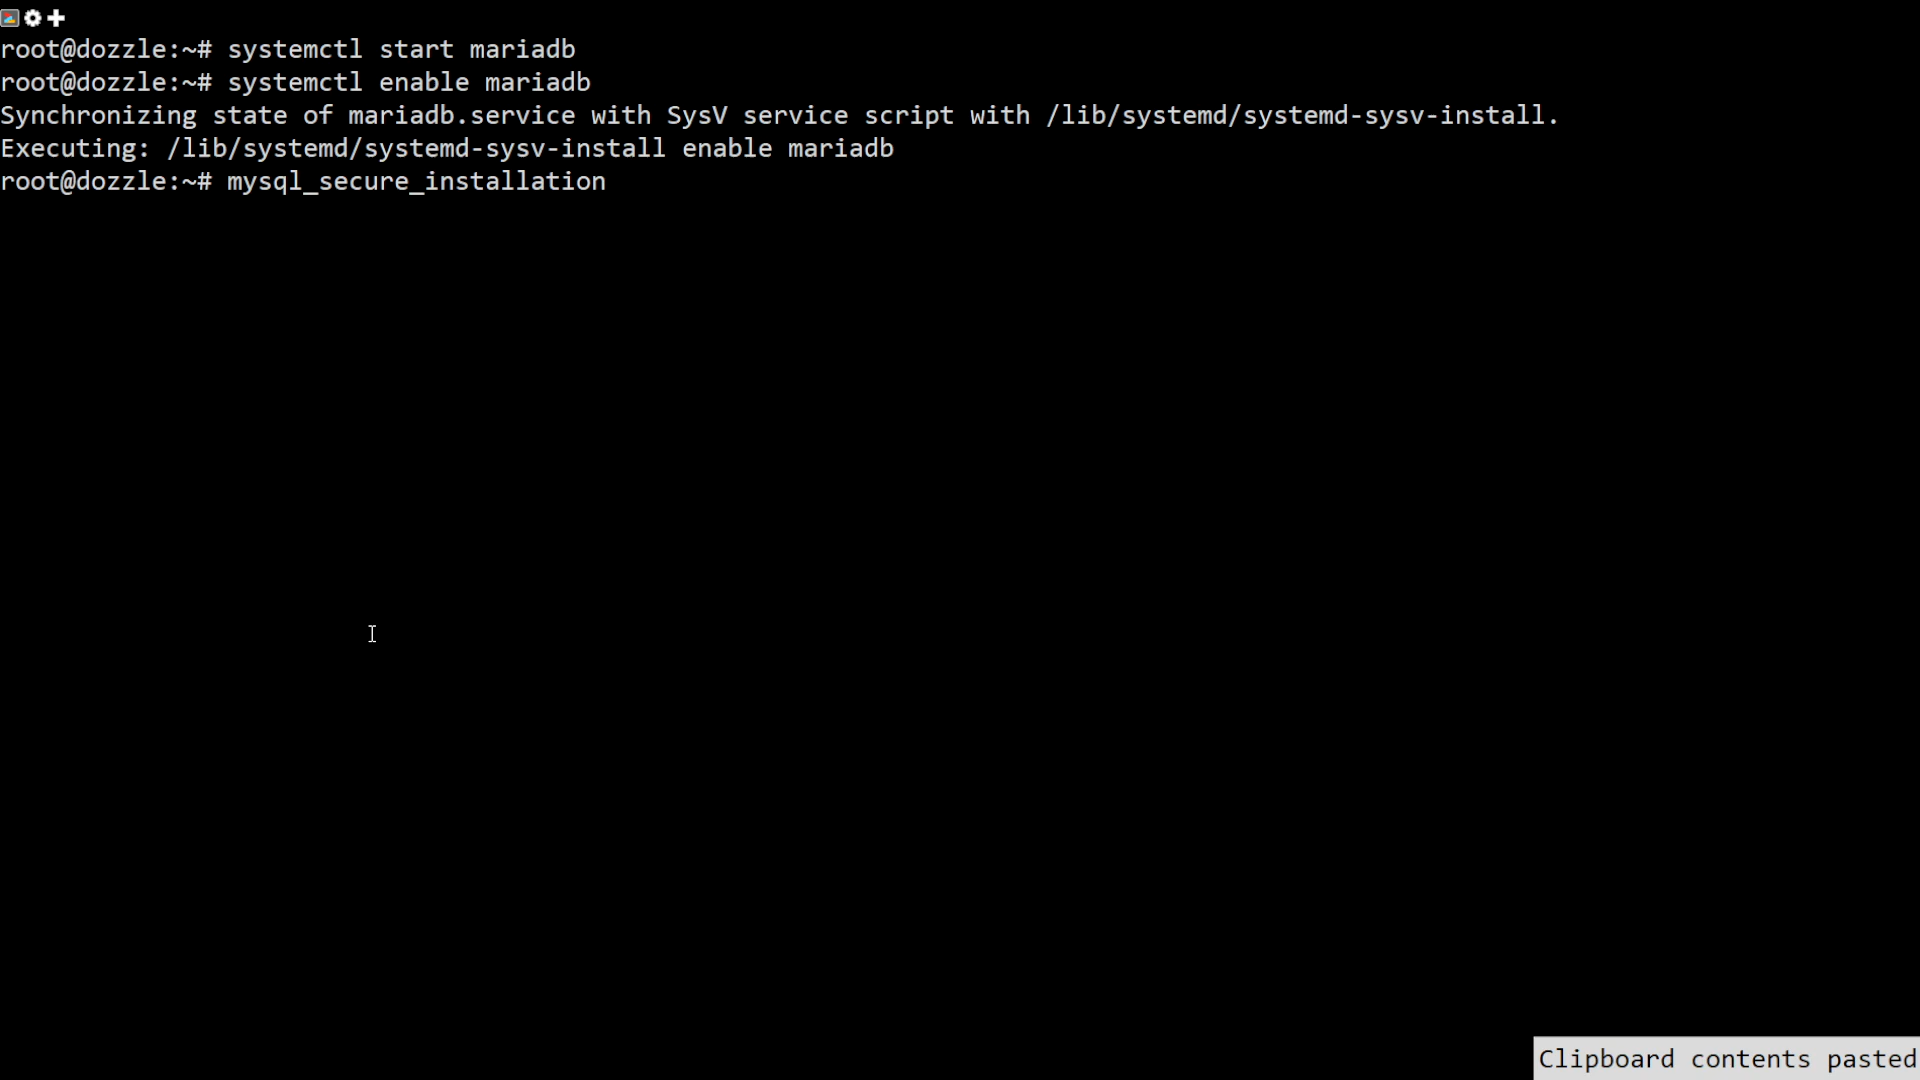 root@dozzle:~# systemctl start mariadb
root@dozzle:~# systemctl enable mariadb
Synchronizing state of mariadb.service with SysV service script with /lib/systemd/systemd-sysv-install.
Executing: /lib/systemd/systemd-sysv-install enable mariadb
root@dozzle:~# mysql_secure_installation
Clipboard contents pasted